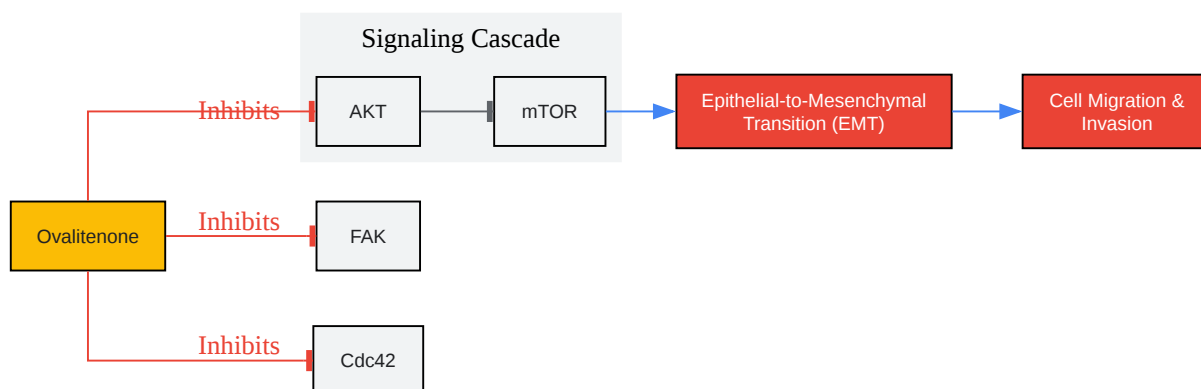 Signaling Cascade
Inhibits
AKT
mTOR
Epithelial-to-Mesenchymal
Transition (EMT)
Cell Migration &
Invasion
Ovalitenone
Inhibits
FAK
Inhibits
Cdc42